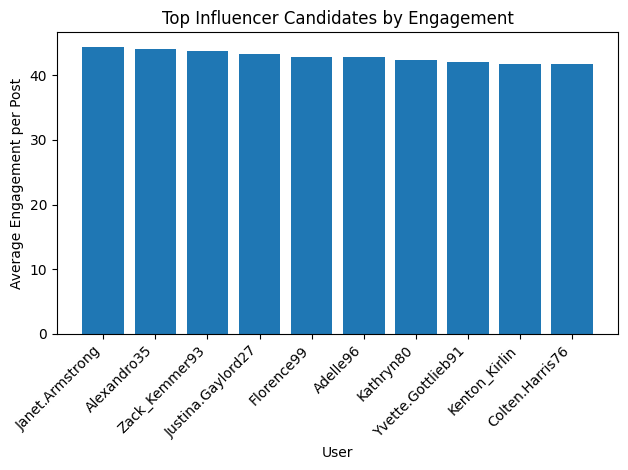 Top Influencer Candidates by Engagement
Average Engagement per Post
40
30
20
10
0
Janet.Armstrong
Alexandro35
Zack_Kemmer93
Justina.Gaylord27
Florence99
Adelle96
Kathryn80
Yvette.Gottlieb91
Kenton_Kirlin
Colten.Harris76
User